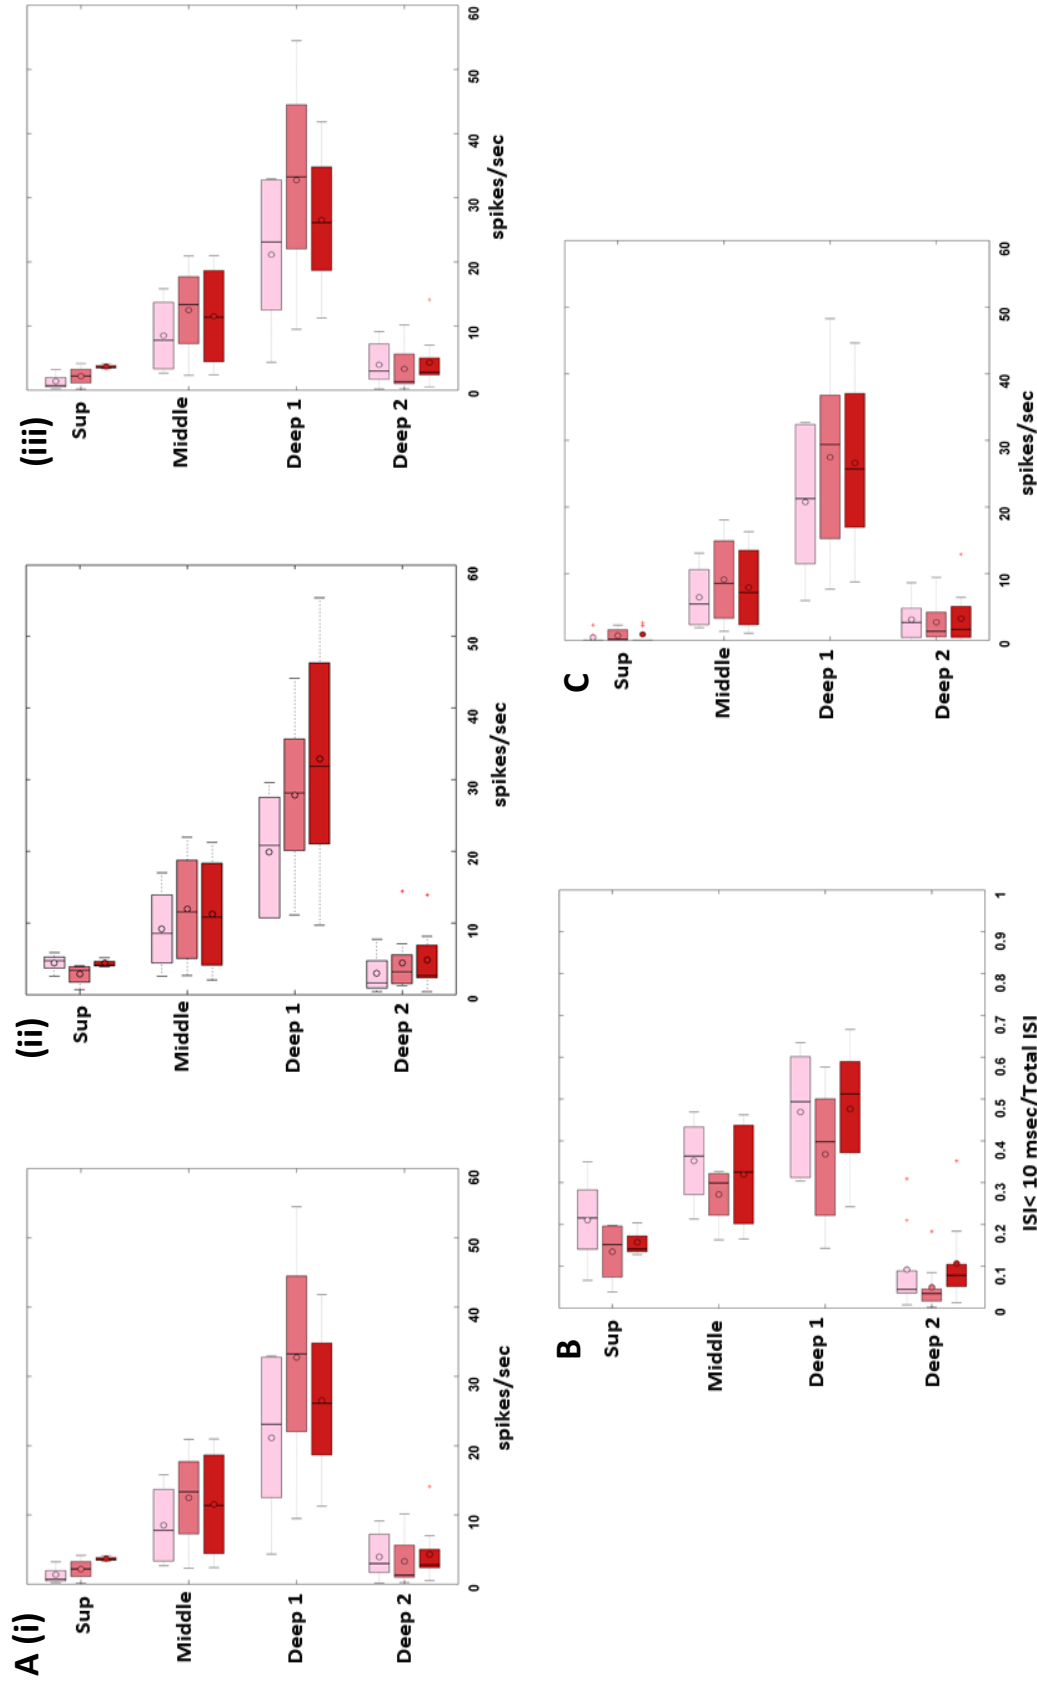 A (i)
Sup
Middle
Deep 1
Deep 2
0 10 20 30 40 50 60
spikes/sec
(ii)
Sup
Middle
Deep 1
Deep 2
0 10 20 30 40 50 60
spikes/sec
(iii)
Sup
Middle
Deep 1
Deep 2
0 10 20 30 40 50 60
spikes/sec
B
Sup
Middle
Deep 1
Deep 2
0 0.1 0.2 0.3 0.4 0.5 0.6 0.7 0.8 0.9 1
ISI< 10 msec/Total ISI
C
Sup
Middle
Deep 1
Deep 2
0 10 20 30 40 50 60
spikes/sec